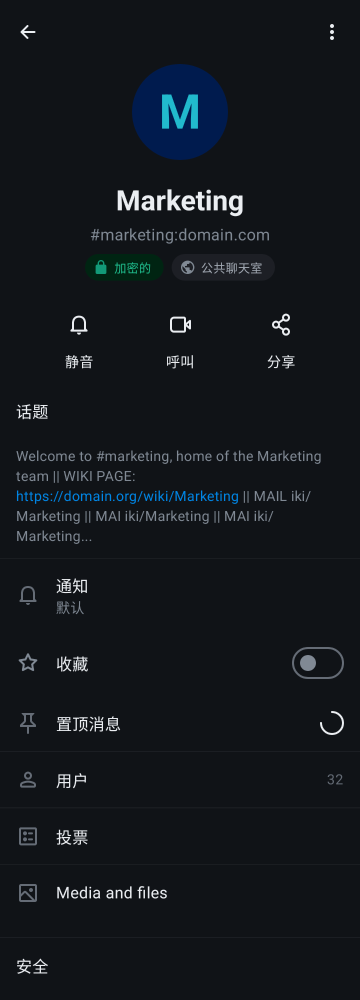 M
Marketing
#marketing:domain.com
加密的
公共聊天室
静音
呼叫
分享
话题
Welcome to #marketing, home of the Marketing
team || WIKI PAGE:
https://domain.org/wiki/Marketing || MAIL iki/
Marketing || MAI iki/Marketing || MAI iki/
Marketing...
通知
默认
收藏
置顶消息
用户
32
投票
Media and files
安全